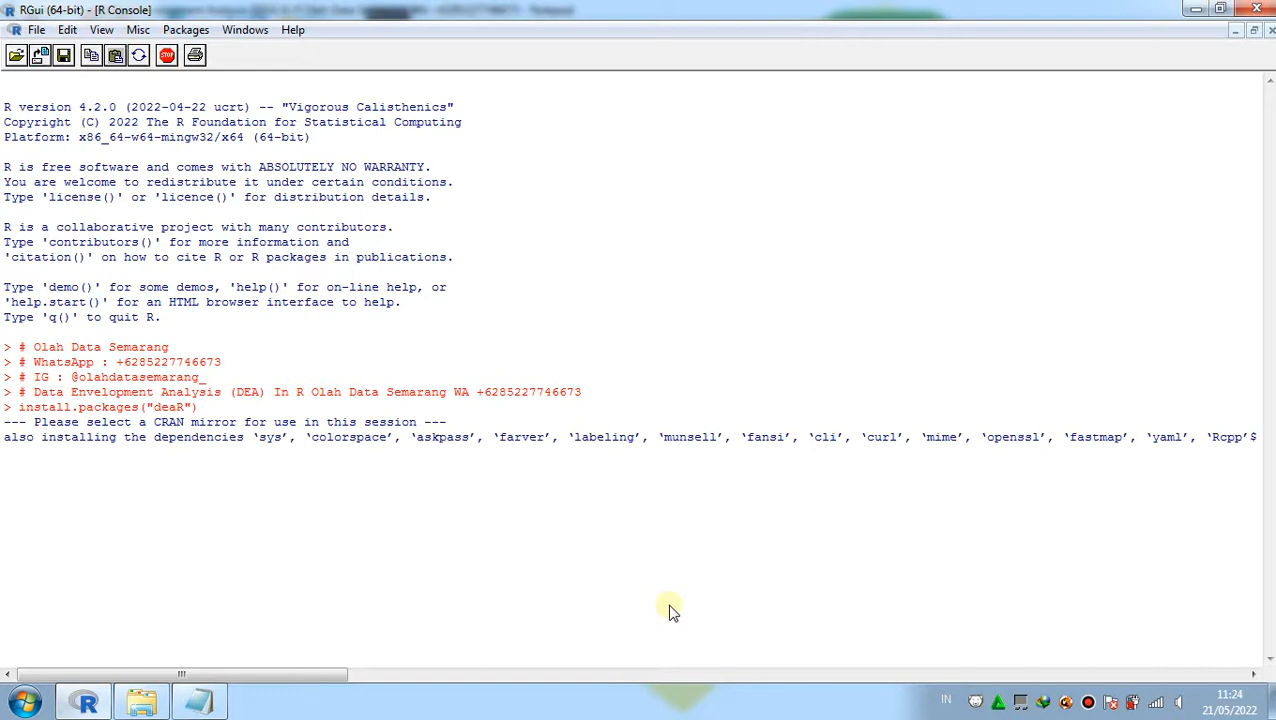 RGui (64-bit) - [R Console]
File Edit View Misc Packages Windows Help
STOP
R version 4.2.0 (2022-04-22 ucrt) -- "Vigorous Calisthenics"
Copyright (C) 2022 The R Foundation for Statistical Computing
Platform: x86_64-w64-mingw32/x64 (64-bit)
R is free software and comes with ABSOLUTELY NO WARRANTY.
You are welcome to redistribute it under certain conditions.
Type 'license()' or 'licence()' for distribution details.
R is a collaborative project with many contributors.
Type 'contributors()' for more information and
'citation()' on how to cite R or R packages in publications.
Type 'demo()' for some demos, 'help()' for on-line help, or
'help.start()' for an HTML browser interface to help.
Type 'q()' to quit R.
> # Olah Data Semarang
> # WhatsApp : +6285227746673
> # IG : @olahdatasemarang_
> # Data Envelopment Analysis (DEA) In R Olah Data Semarang WA +6285227746673
> install.packages("deaR")
--- Please select a CRAN mirror for use in this session ---
also installing the dependencies ‘sys’, ‘colorspace’, ‘askpass’, ‘farver’, ‘labeling’, ‘munsell’, ‘fansi’, ‘cli’, ‘curl’, ‘mime’, ‘openssl’, ‘fastmap’, ‘yaml’, ‘Rcpp’$
IN
11:24
21/05/2022